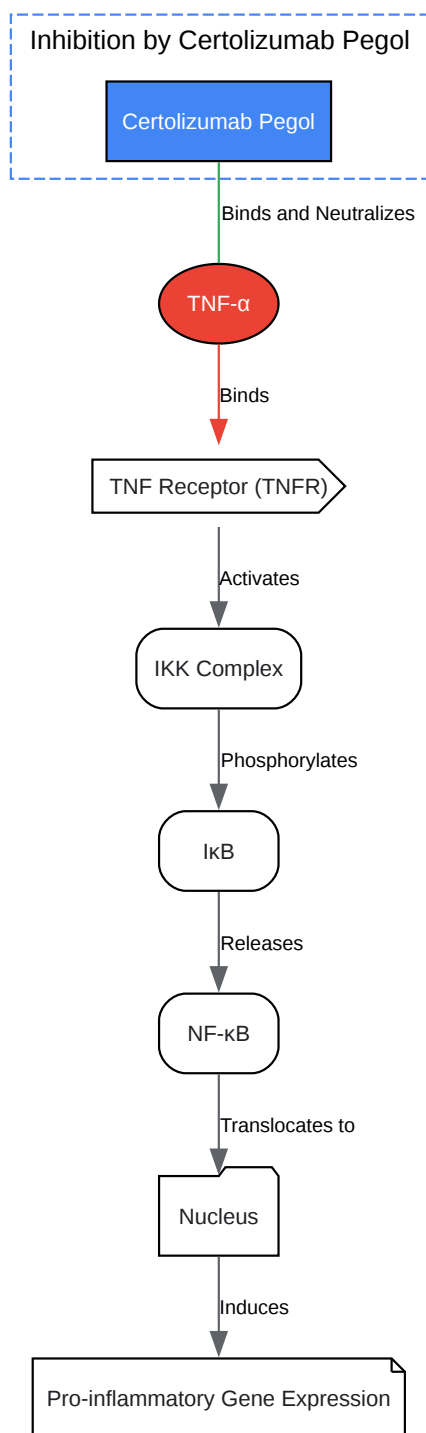 Inhibition by Certolizumab Pegol
Certolizumab Pegol
Binds and Neutralizes
TNF-α
Binds
TNF Receptor (TNFR)
Activates
IKK Complex
Phosphorylates
IκB
Releases
NF-κB
Translocates to
Nucleus
Induces
Pro-inflammatory Gene Expression